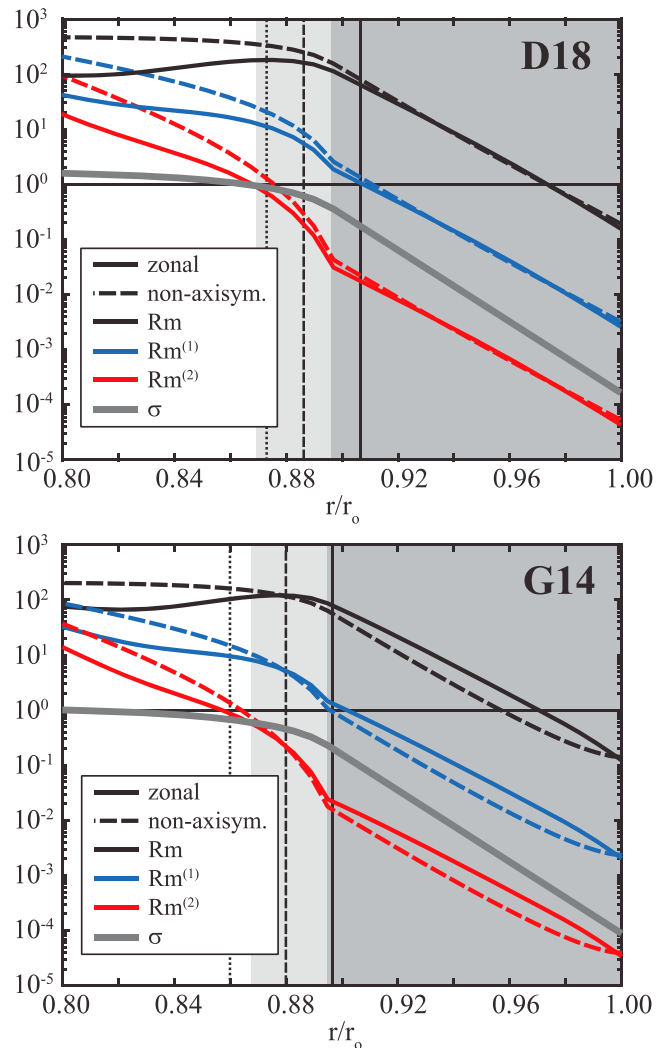 D18
10³
10²
10¹
10⁰
10⁻¹
10⁻²
10⁻³
10⁻⁴
10⁻⁵
zonal
non-axisym.
Rm
Rm⁽¹⁾
Rm⁽²⁾
σ
0.80 0.84 0.88 0.92 0.96 1.00
r/rₒ
G14
10³
10²
10¹
10⁰
10⁻¹
10⁻²
10⁻³
10⁻⁴
10⁻⁵
zonal
non-axisym.
Rm
Rm⁽¹⁾
Rm⁽²⁾
σ
0.80 0.84 0.88 0.92 0.96 1.00
r/rₒ